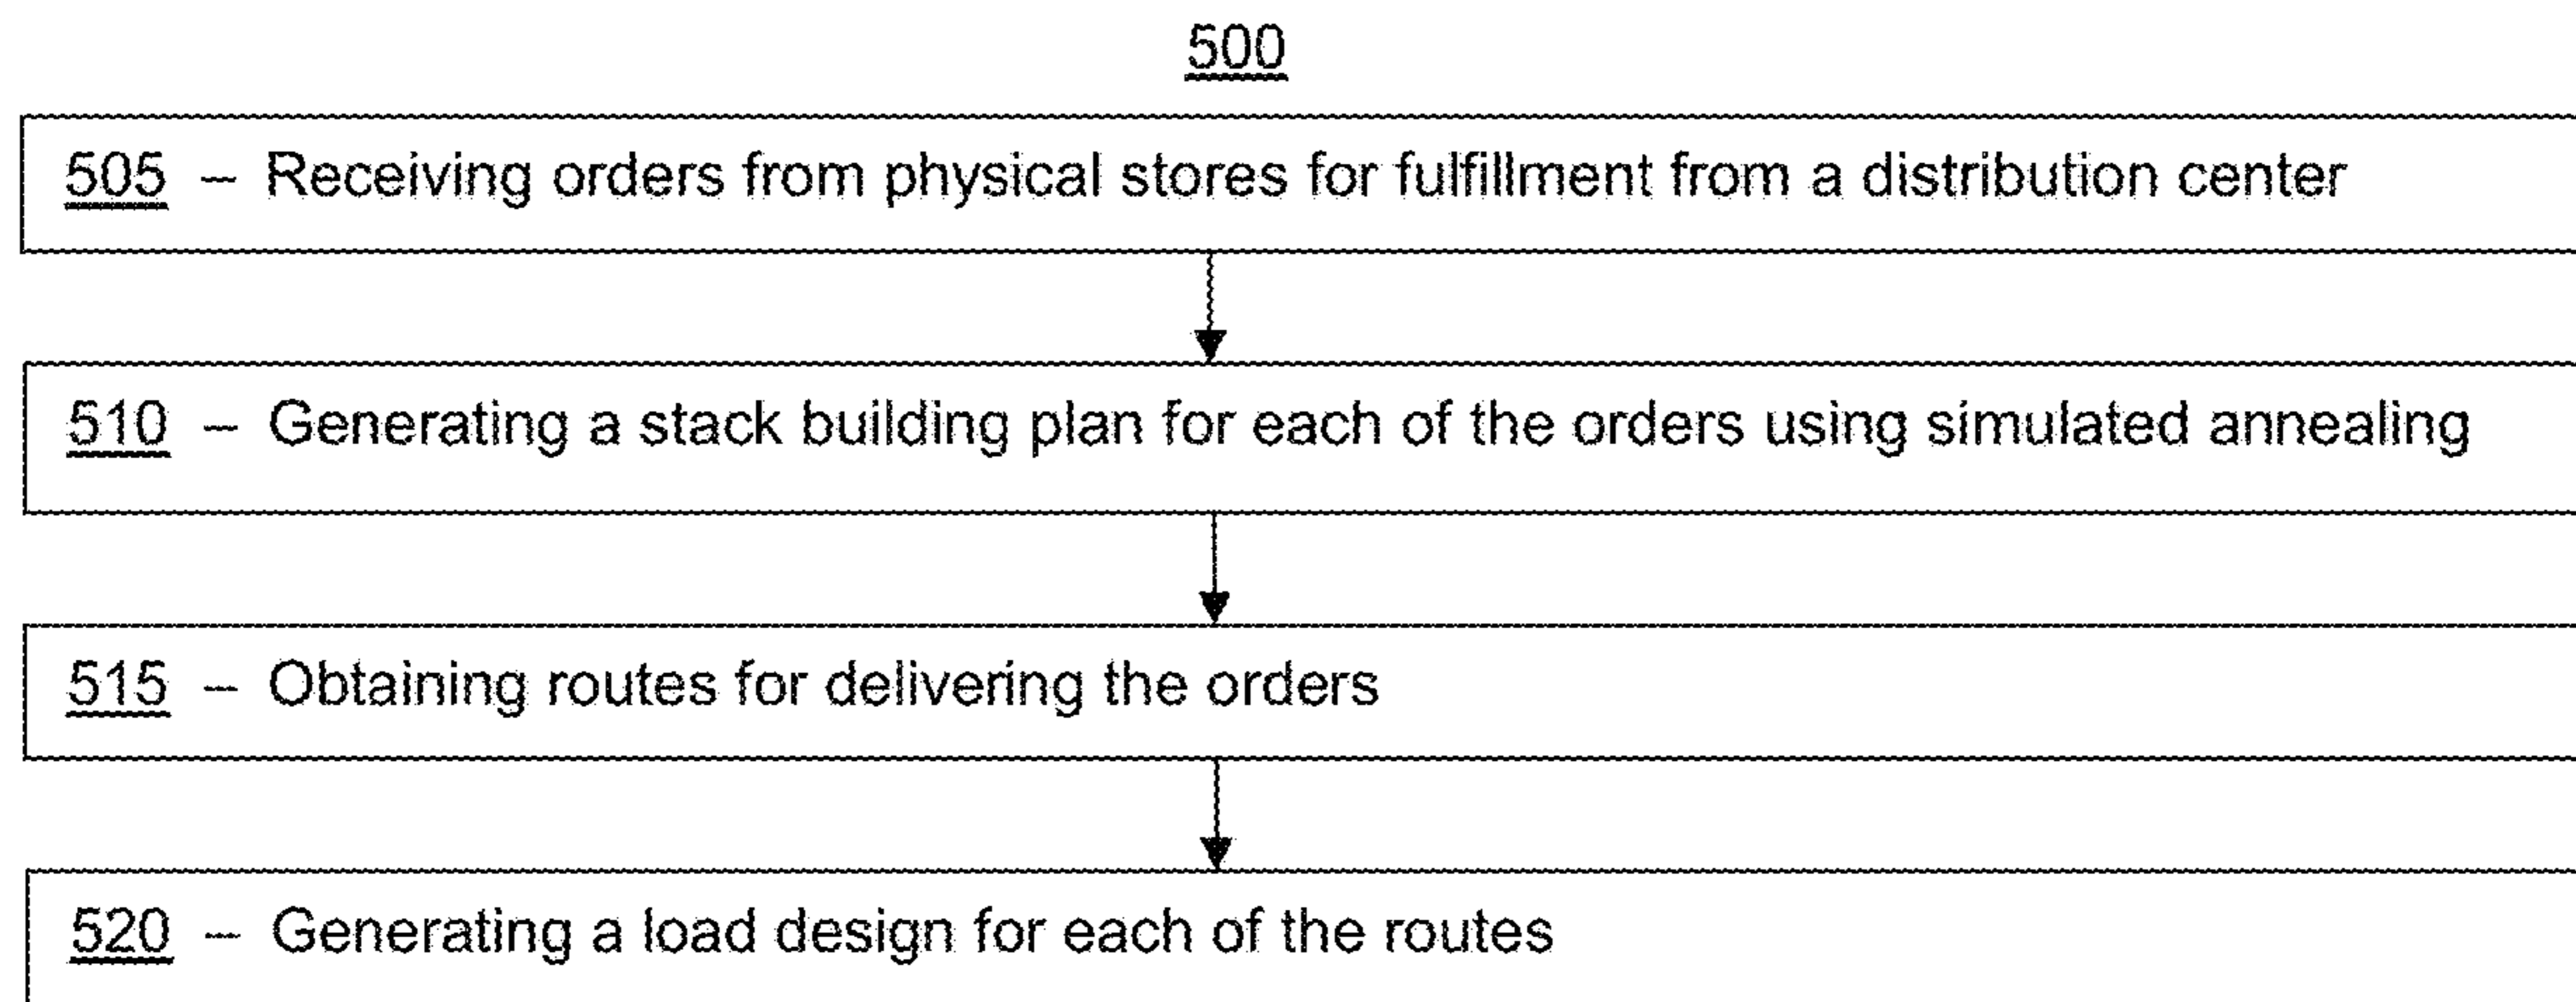 500
505 – Receiving orders from physical stores for fulfillment from a distribution center
510 – Generating a stack building plan for each of the orders using simulated annealing
515 – Obtaining routes for delivering the orders
520 – Generating a load design for each of the routes